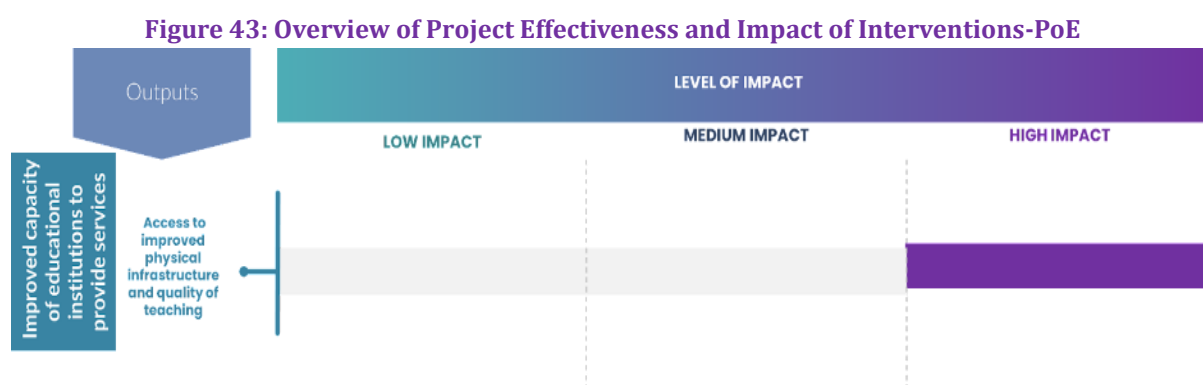 Figure 43: Overview of Project Effectiveness and Impact of Interventions-PoE
Outputs
LEVEL OF IMPACT
LOW IMPACT
MEDIUM IMPACT
HIGH IMPACT
Improved capacity
of educational
institutions to
provide services
Access to
improved
physical
infrastructure
and quality of
teaching